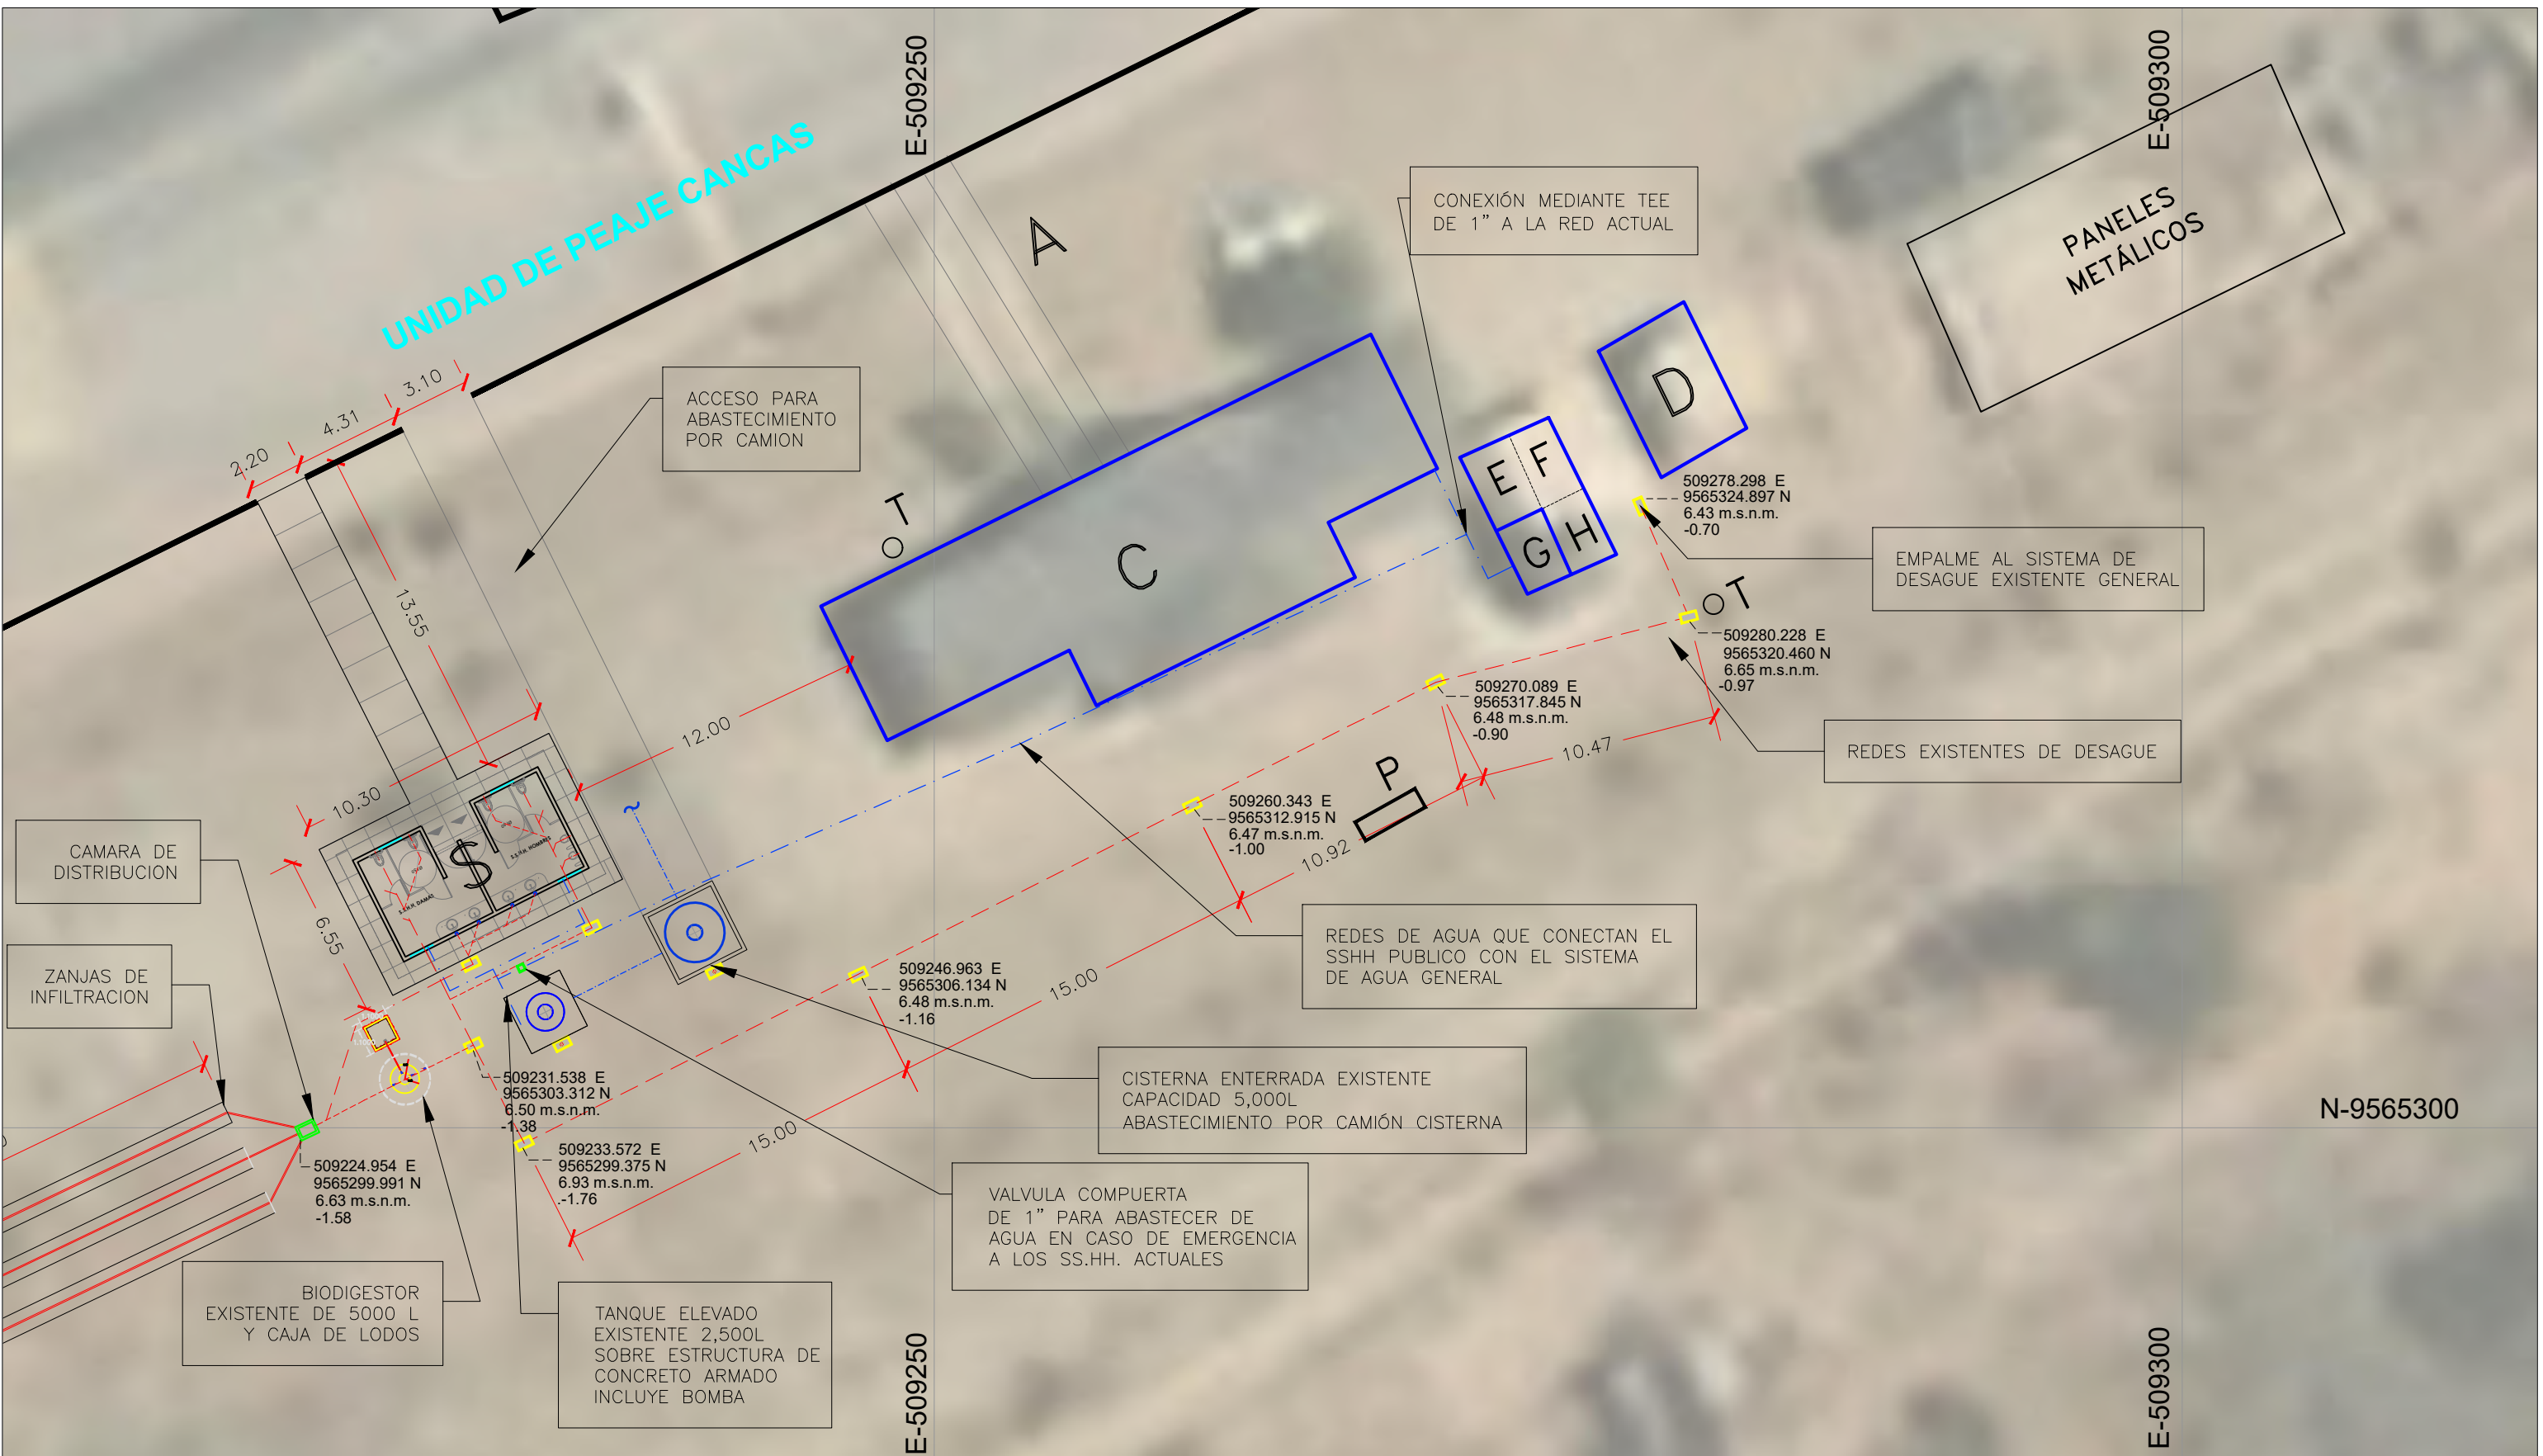 E-509250
E-509300
UNIDAD DE PEAJE CANCAS
A
CONEXIÓN MEDIANTE TEE
DE 1” A LA RED ACTUAL
PANELES
METÁLICOS
3.10
4.31
2.20
ACCESO PARA
ABASTECIMIENTO
POR CAMION
D
E
F
G
H
T
C
13.55
509278.298 E
9565324.897 N
6.43 m.s.n.m.
-0.70
EMPALME AL SISTEMA DE
DESAGUE EXISTENTE GENERAL
T
509280.228 E
9565320.460 N
6.65 m.s.n.m.
-0.97
509270.089 E
9565317.845 N
6.48 m.s.n.m.
-0.90
REDES EXISTENTES DE DESAGUE
12.00
10.47
P
10.30
509260.343 E
9565312.915 N
6.47 m.s.n.m.
-1.00
10.92
CAMARA DE
DISTRIBUCION
S
S.S.H.H. HOMBRES
S.S.H.H. DAMAS
6.55
REDES DE AGUA QUE CONECTAN EL
SSHH PUBLICO CON EL SISTEMA
DE AGUA GENERAL
ZANJAS DE
INFILTRACION
509246.963 E
9565306.134 N
6.48 m.s.n.m.
-1.16
15.00
CISTERNA ENTERRADA EXISTENTE
CAPACIDAD 5,000L
ABASTECIMIENTO POR CAMIÓN CISTERNA
509231.538 E
9565303.312 N
6.50 m.s.n.m.
-1.38
N-9565300
15.00
509233.572 E
9565299.375 N
6.93 m.s.n.m.
-1.76
509224.954 E
9565299.991 N
6.63 m.s.n.m.
-1.58
VALVULA COMPUERTA
DE 1” PARA ABASTECER DE
AGUA EN CASO DE EMERGENCIA
A LOS SS.HH. ACTUALES
BIODIGESTOR
EXISTENTE DE 5000 L
Y CAJA DE LODOS
TANQUE ELEVADO
EXISTENTE 2,500L
SOBRE ESTRUCTURA DE
CONCRETO ARMADO
INCLUYE BOMBA
E-509250
E-509300